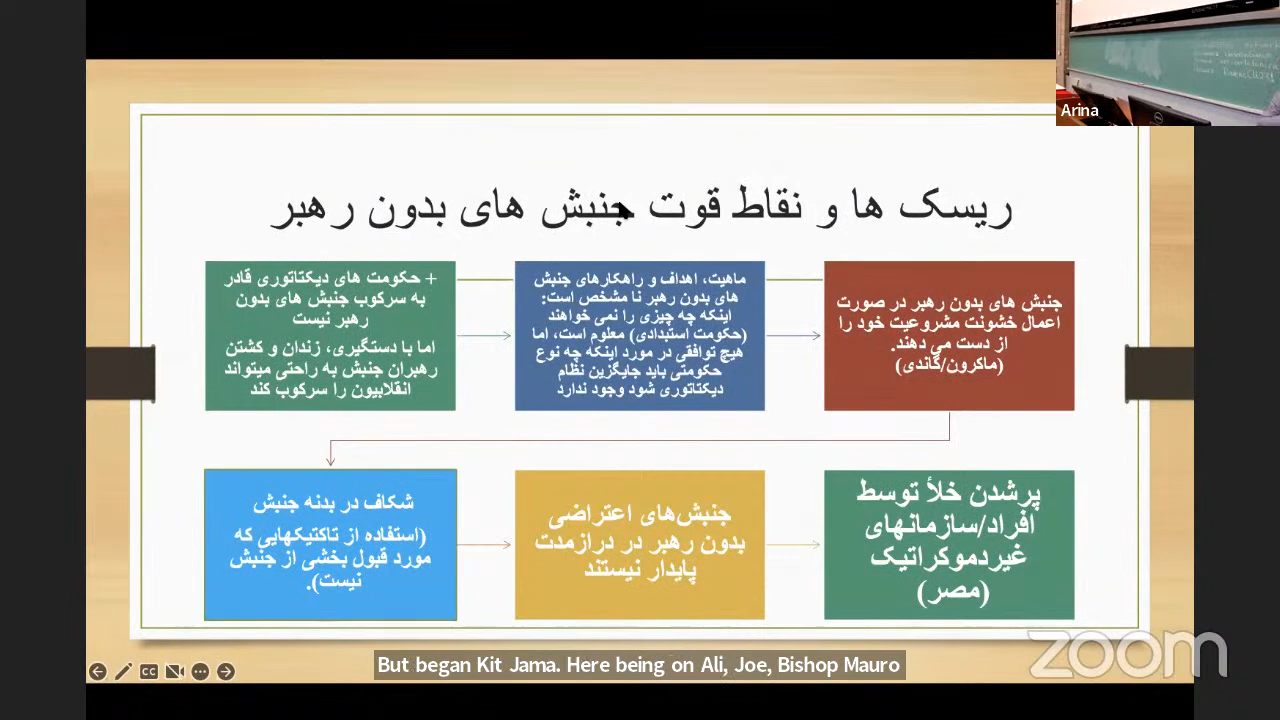 Arina
ریسک ها و نقاط قوت جنبش های بدون رهبر
+ حکومت های دیکتاتوری قادر
به سرکوب جنبش های بدون
رهبر نیست
اما با دستگیری، زندان و کشتن
رهبران جنبش به راحتی میتواند
انقلابیون را سرکوب کند
ماهیت، اهداف و راهکارهای جنبش
های بدون رهبر نا مشخص است:
اینکه چه چیزی را نمی خواهند
(حکومت استبدادی) معلوم است، اما
هیچ توافقی در مورد اینکه چه نوع
حکومتی باید جایگزین نظام
دیکتاتوری شود وجود ندارد
جنبش های بدون رهبر در صورت
اعمال خشونت مشروعیت خود را
از دست می دهند.
(ماکرون/گاندی)
شکاف در بدنه جنبش
(استفاده از تاکتیکهایی که
مورد قبول بخشی از جنبش
نیست).
جنبش‌های اعتراضی
بدون رهبر در درازمدت
پایدار نیستند
پرشدن خلأ توسط
افراد/سازمانهای
غیردموکراتیک
(مصر)
But began Kit Jama. Here being on Ali, Joe, Bishop Mauro
zoom
CC